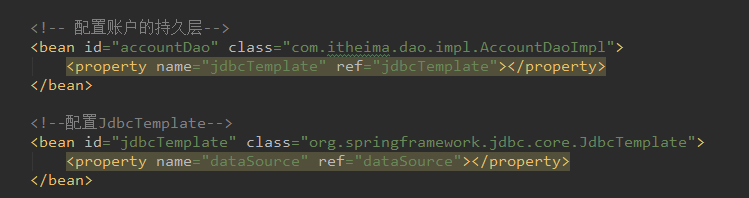 <!-- 配置账户的持久层-->
<bean id="accountDao" class="com.itheima.dao.impl.AccountDaoImpl">
<property name="jdbcTemplate" ref="jdbcTemplate"></property>
</bean>
<!--配置JdbcTemplate-->
<bean id="jdbcTemplate" class="org.springframework.jdbc.core.JdbcTemplate">
<property name="dataSource" ref="dataSource"></property>
</bean>